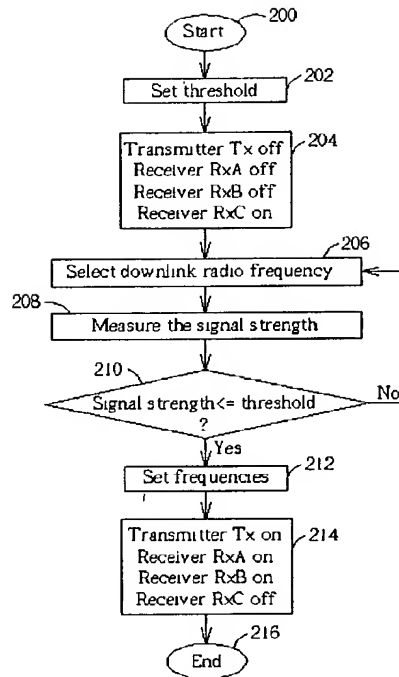 200
Start
202
Set threshold
204
Transmitter Tx off
Receiver RxA off
Receiver RxB off
Receiver RxC on
206
Select downlink radio frequency
208
Measure the signal strength
210
Signal strength<= threshold
?
No
Yes
212
Set frequencies
Transmitter Tx on
Receiver RxA on
Receiver RxB on
Receiver RxC off
214
216
End